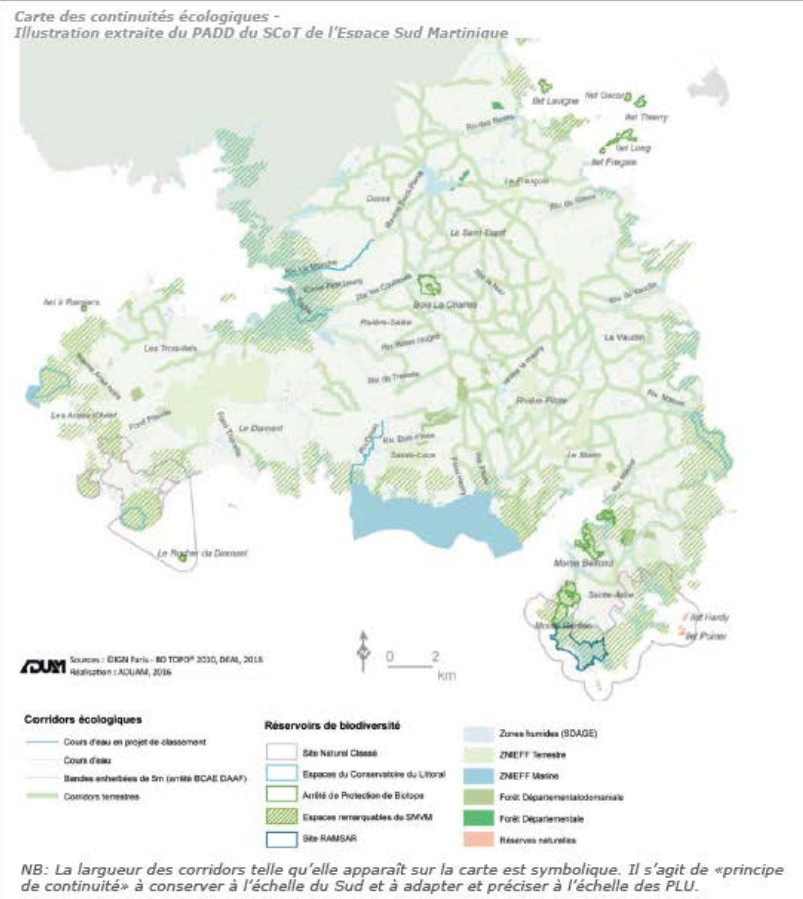 Carte des continuités écologiques -
Illustration extraite du PADD du SCoT de l'Espace Sud Martinique
Ilet Lavigne
Ilet Thierry
Ilet Long
Ilet Fregate
Le François
Ducos
Le Saint-Esprit
Bois La Charles
Rivière-Salée
Ilet à Ramiers
Les Trois-Ilets
Le Vauclin
Rivière-Pilote
Le Diamant
Sainte-Luce
Le Marin
Le Rocher du Diamant
Morne Belfond
Sainte-Anne
Ilet Hardy
Ilet Poirier
ADUAM
Sources : ©IGN Paris - BD TOPO® 2010, DEAL, 2016
Réalisation : ADUAM, 2016
0 2
km
Corridors écologiques
Cours d'eau en projet de classement
Cours d'eau
Bandes enherbées de 5m (arrêté BCAE DAAF)
Corridors terrestres
Réservoirs de biodiversité
Site Naturel Classé
Espaces du Conservatoire du Littoral
Arrêté de Protection de Biotope
Espaces remarquables du SMVM
Site RAMSAR
Zones humides (SDAGE)
ZNIEFF Terrestre
ZNIEFF Marine
Forêt Départementalodomaniale
Forêt Départementale
Réserves naturelles
NB: La largeur des corridors telle qu'elle apparaît sur la carte est symbolique. Il s'agit de «principe
de continuité» à conserver à l'échelle du Sud et à adapter et préciser à l'échelle des PLU.